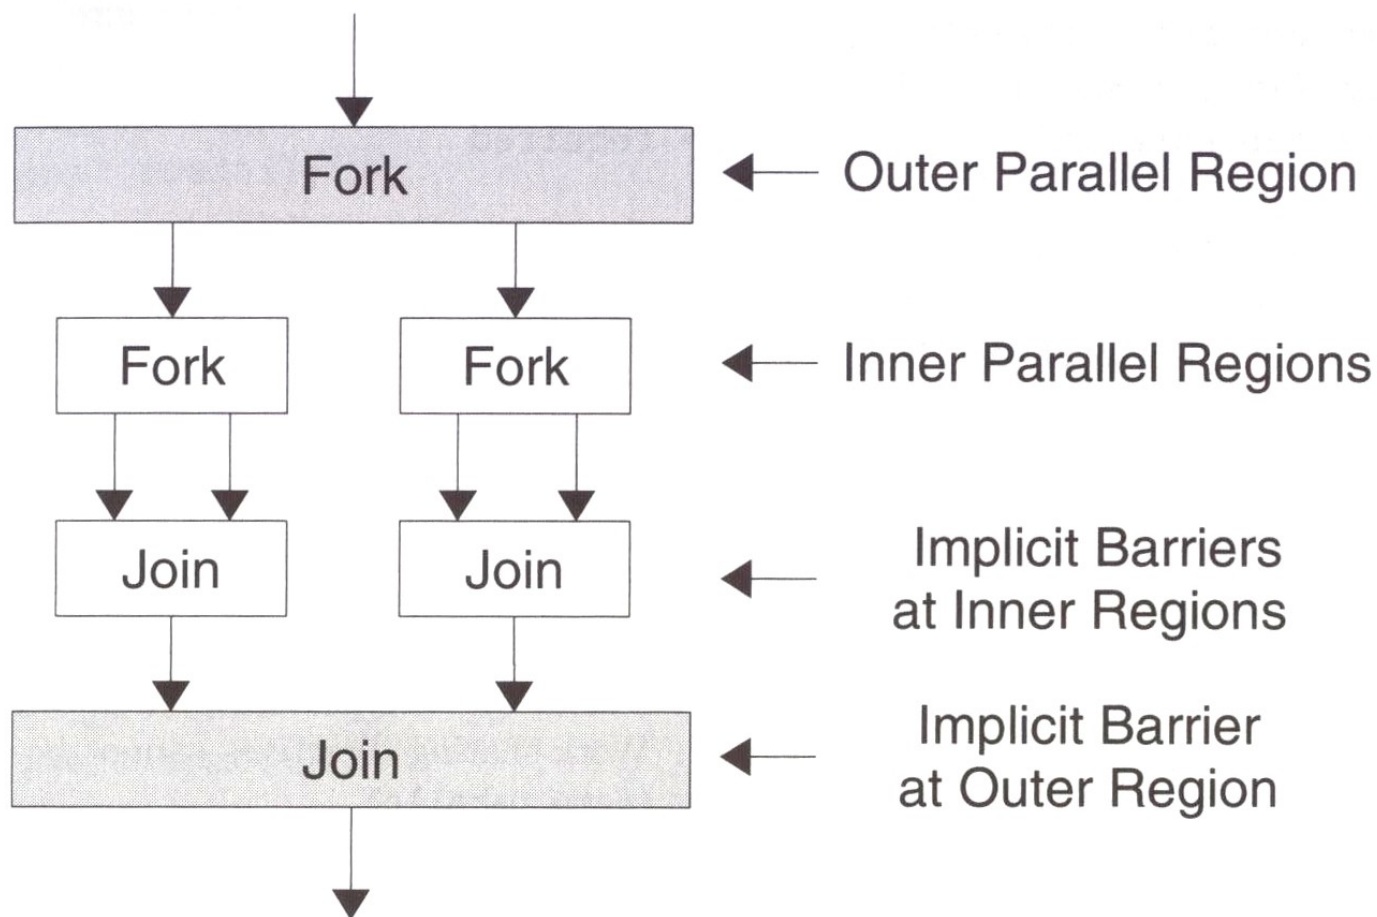 Fork
Outer Parallel Region
Fork
Fork
Inner Parallel Regions
Join
Join
Implicit Barriers
at Inner Regions
Join
Implicit Barrier
at Outer Region